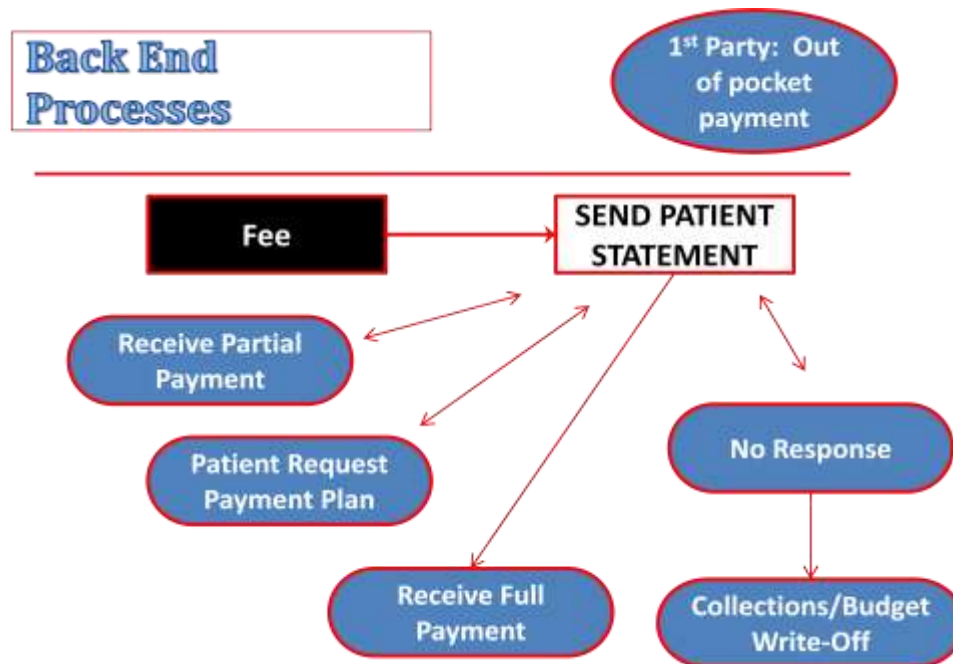 Back End
Processes
1st Party:  Out
of pocket
payment
Fee
SEND PATIENT
STATEMENT
Receive Partial
Payment
Patient Request
Payment Plan
No Response
Receive Full
Payment
Collections/Budget
Write-Off